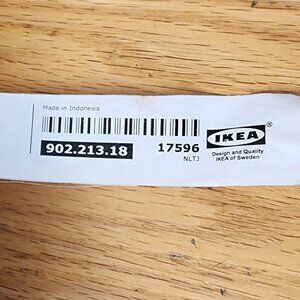 Made in Indonesia
902.213.18
17596
NLTJ
IKEA®
Design and Quality
IKEA of Sweden